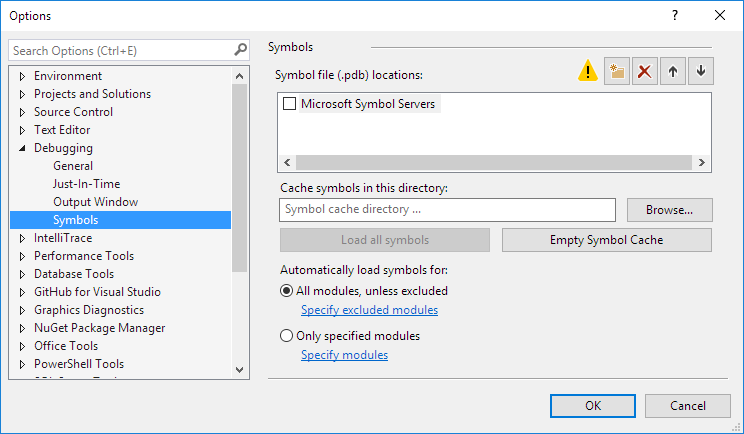 Options
Search Options (Ctrl+E)
Environment
Projects and Solutions
Source Control
Text Editor
Debugging
General
Just-In-Time
Output Window
Symbols
IntelliTrace
Performance Tools
Database Tools
GitHub for Visual Studio
Graphics Diagnostics
NuGet Package Manager
Office Tools
PowerShell Tools
Symbols
Symbol file (.pdb) locations:
Microsoft Symbol Servers
Cache symbols in this directory:
Symbol cache directory ...
Browse...
Load all symbols
Empty Symbol Cache
Automatically load symbols for:
All modules, unless excluded
Specify excluded modules
Only specified modules
Specify modules
OK
Cancel